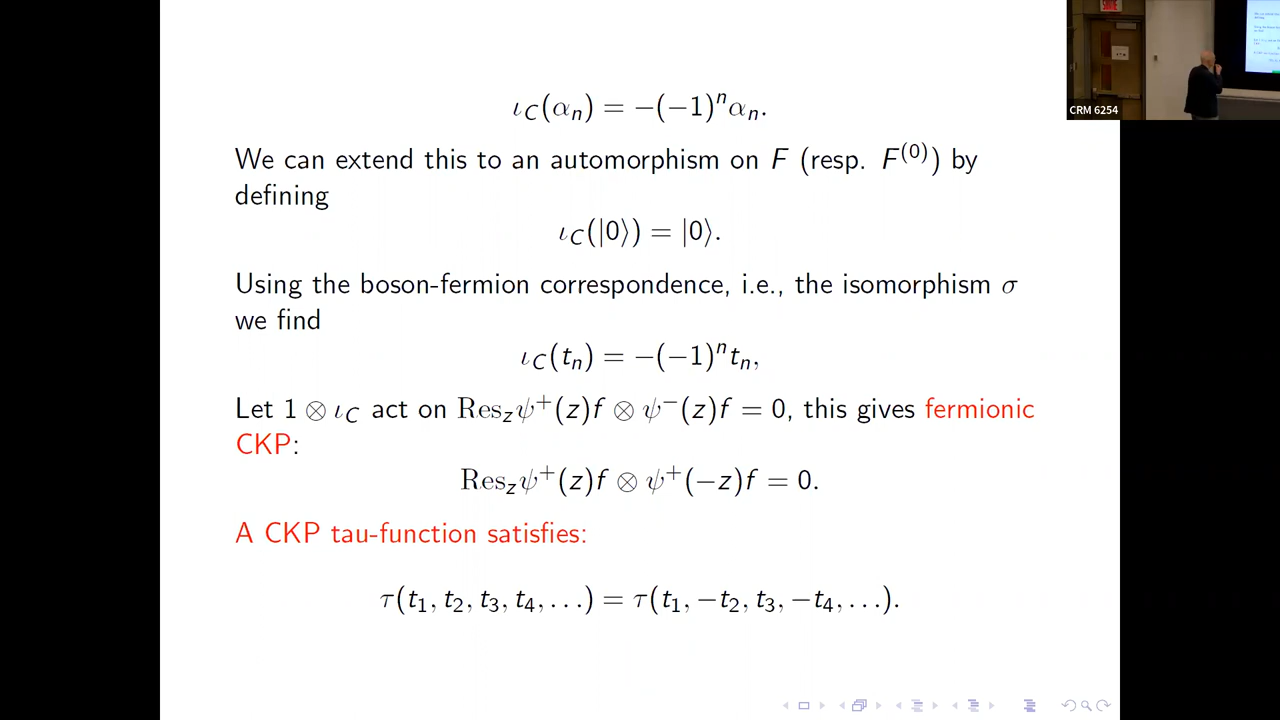 ι_C(α_n) = −(−1)^n α_n.
We can extend this to an automorphism on F (resp. F^(0)) by
defining
ι_C(|0⟩) = |0⟩.
Using the boson-fermion correspondence, i.e., the isomorphism σ
we find
ι_C(t_n) = −(−1)^n t_n,
Let 1 ⊗ ι_C act on Res_z ψ^+(z)f ⊗ ψ^−(z)f = 0, this gives fermionic
CKP:
Res_z ψ^+(z)f ⊗ ψ^+(−z)f = 0.
A CKP tau-function satisfies:
τ(t_1, t_2, t_3, t_4, . . .) = τ(t_1, −t_2, t_3, −t_4, . . .).
CRM 6254